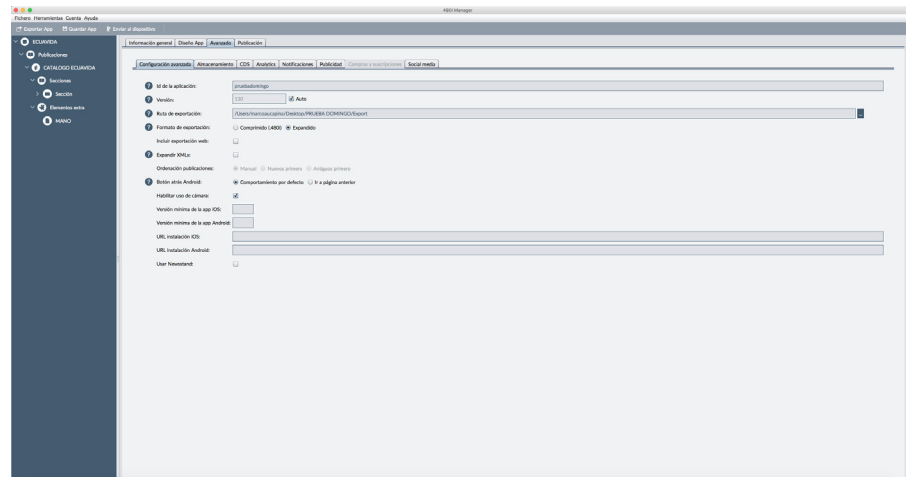 480i Manager
Fichero Herramientas Cuenta Ayuda
Exportar App Guardar App Enviar al dispositivo
ECUAVIDA
Publicaciones
CATALOGO ECUAVIDA
Secciones
Sección
Elementos extra
MANO
Información general Diseño App Avanzado Publicación
Configuración avanzada Almacenamiento CDS Analytics Notificaciones Publicidad Compras y suscripciones Social media
Id de la aplicación: pruebadomingo
Versión: Auto
Ruta de exportación: /Users/marcoaucapina/Desktop/PRUEBA DOMINGO/Export
Formato de exportación: Comprimido (.480i) Expandido
Incluir exportación web:
Expandir XMLs:
Ordenación publicaciones: Manual Nuevos primero Antiguos primero
Botón atrás Android: Comportamiento por defecto Ir a página anterior
Habilitar uso de cámara:
Versión mínima de la app iOS:
Versión mínima de la app Android:
URL instalación iOS:
URL instalación Android:
Usar Newsstand: